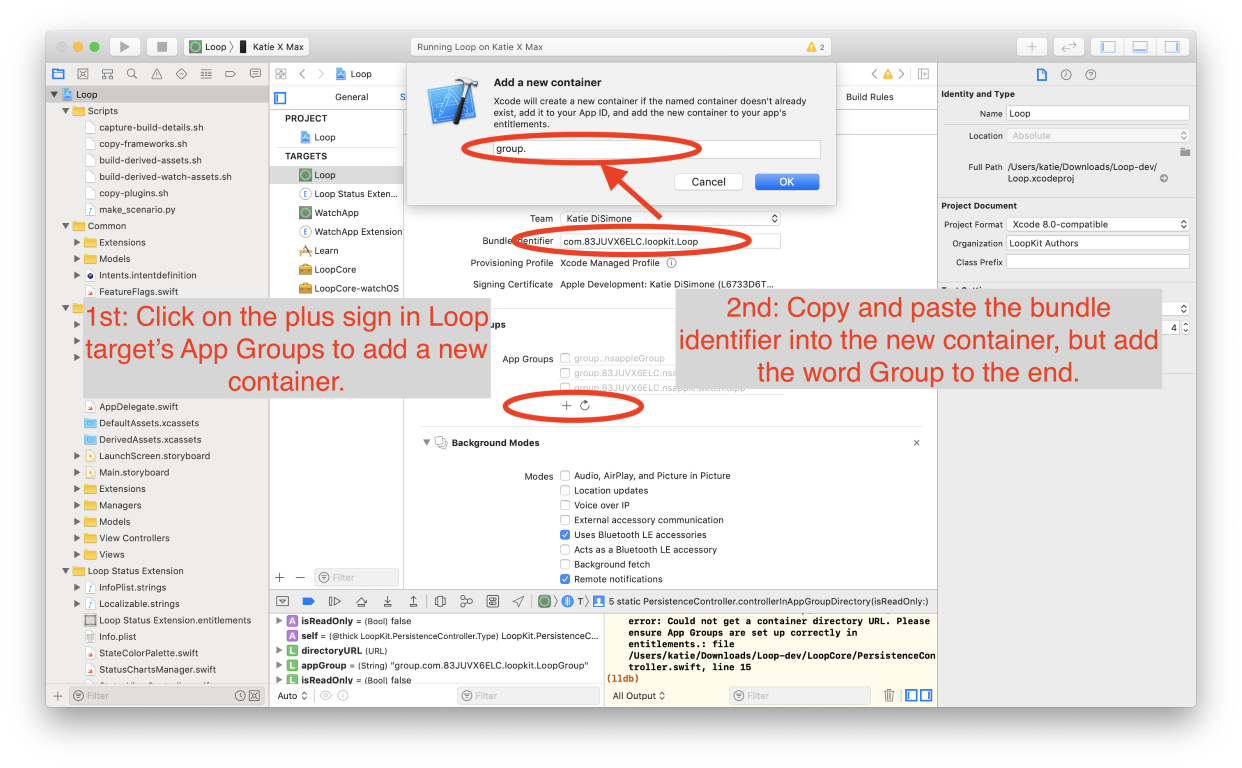 Loop
Katie X Max
Running Loop on Katie X Max
2
Loop
Loop
Scripts
capture-build-details.sh
copy-frameworks.sh
build-derived-assets.sh
build-derived-watch-assets.sh
copy-plugins.sh
make_scenario.py
Common
Extensions
Models
Intents.intentdefinition
FeatureFlags.swift
AppDelegate.swift
DefaultAssets.xcassets
DerivedAssets.xcassets
LaunchScreen.storyboard
Main.storyboard
Extensions
Managers
Models
View Controllers
Views
Loop Status Extension
InfoPlist.strings
Localizable.strings
Loop Status Extension.entitlements
Info.plist
StateColorPalette.swift
StatusChartsManager.swift
Filter
General
Build Rules
PROJECT
Loop
TARGETS
Loop
Loop Status Exten...
WatchApp
WatchApp Extension
Learn
LoopCore
LoopCore-watchOS
Filter
Add a new container
Xcode will create a new container if the named container doesn't already
exist, add it to your App ID, and add the new container to your app's
entitlements.
group.
Cancel
OK
Team Katie DiSimone
Bundle Identifier com.83JUVX6ELC.loopkit.Loop
Provisioning Profile Xcode Managed Profile
Signing Certificate Apple Development: Katie DiSimone (L6733D6T...
1st: Click on the plus sign in Loop
target's App Groups to add a new
container.
2nd: Copy and paste the bundle
identifier into the new container, but add
the word Group to the end.
App Groups group..nsappleGroup
group.83JUVX6ELC.nsa
group.83JUVX6ELC.nsapple.watchkitapp
Background Modes
Modes Audio, AirPlay, and Picture in Picture
Location updates
Voice over IP
External accessory communication
Uses Bluetooth LE accessories
Acts as a Bluetooth LE accessory
Background fetch
Remote notifications
5 static PersistenceController.controllerInAppGroupDirectory(isReadOnly:)
A isReadOnly = (Bool) false
A self = (@thick LoopKit.PersistenceController.Type) LoopKit.PersistenceC...
L directoryURL (URL)
L appGroup = (String) "group.com.83JUVX6ELC.loopkit.LoopGroup"
L isReadOnly = (Bool) false
Auto
Filter
error: Could not get a container directory URL. Please
ensure App Groups are set up correctly in
entitlements.: file
/Users/katie/Downloads/Loop-dev/LoopCore/PersistenceCon
troller.swift, line 15
(lldb)
All Output
Filter
Identity and Type
Name Loop
Location Absolute
Full Path /Users/katie/Downloads/Loop-dev/
Loop.xcodeproj
Project Document
Project Format Xcode 8.0-compatible
Organization LoopKit Authors
Class Prefix
4